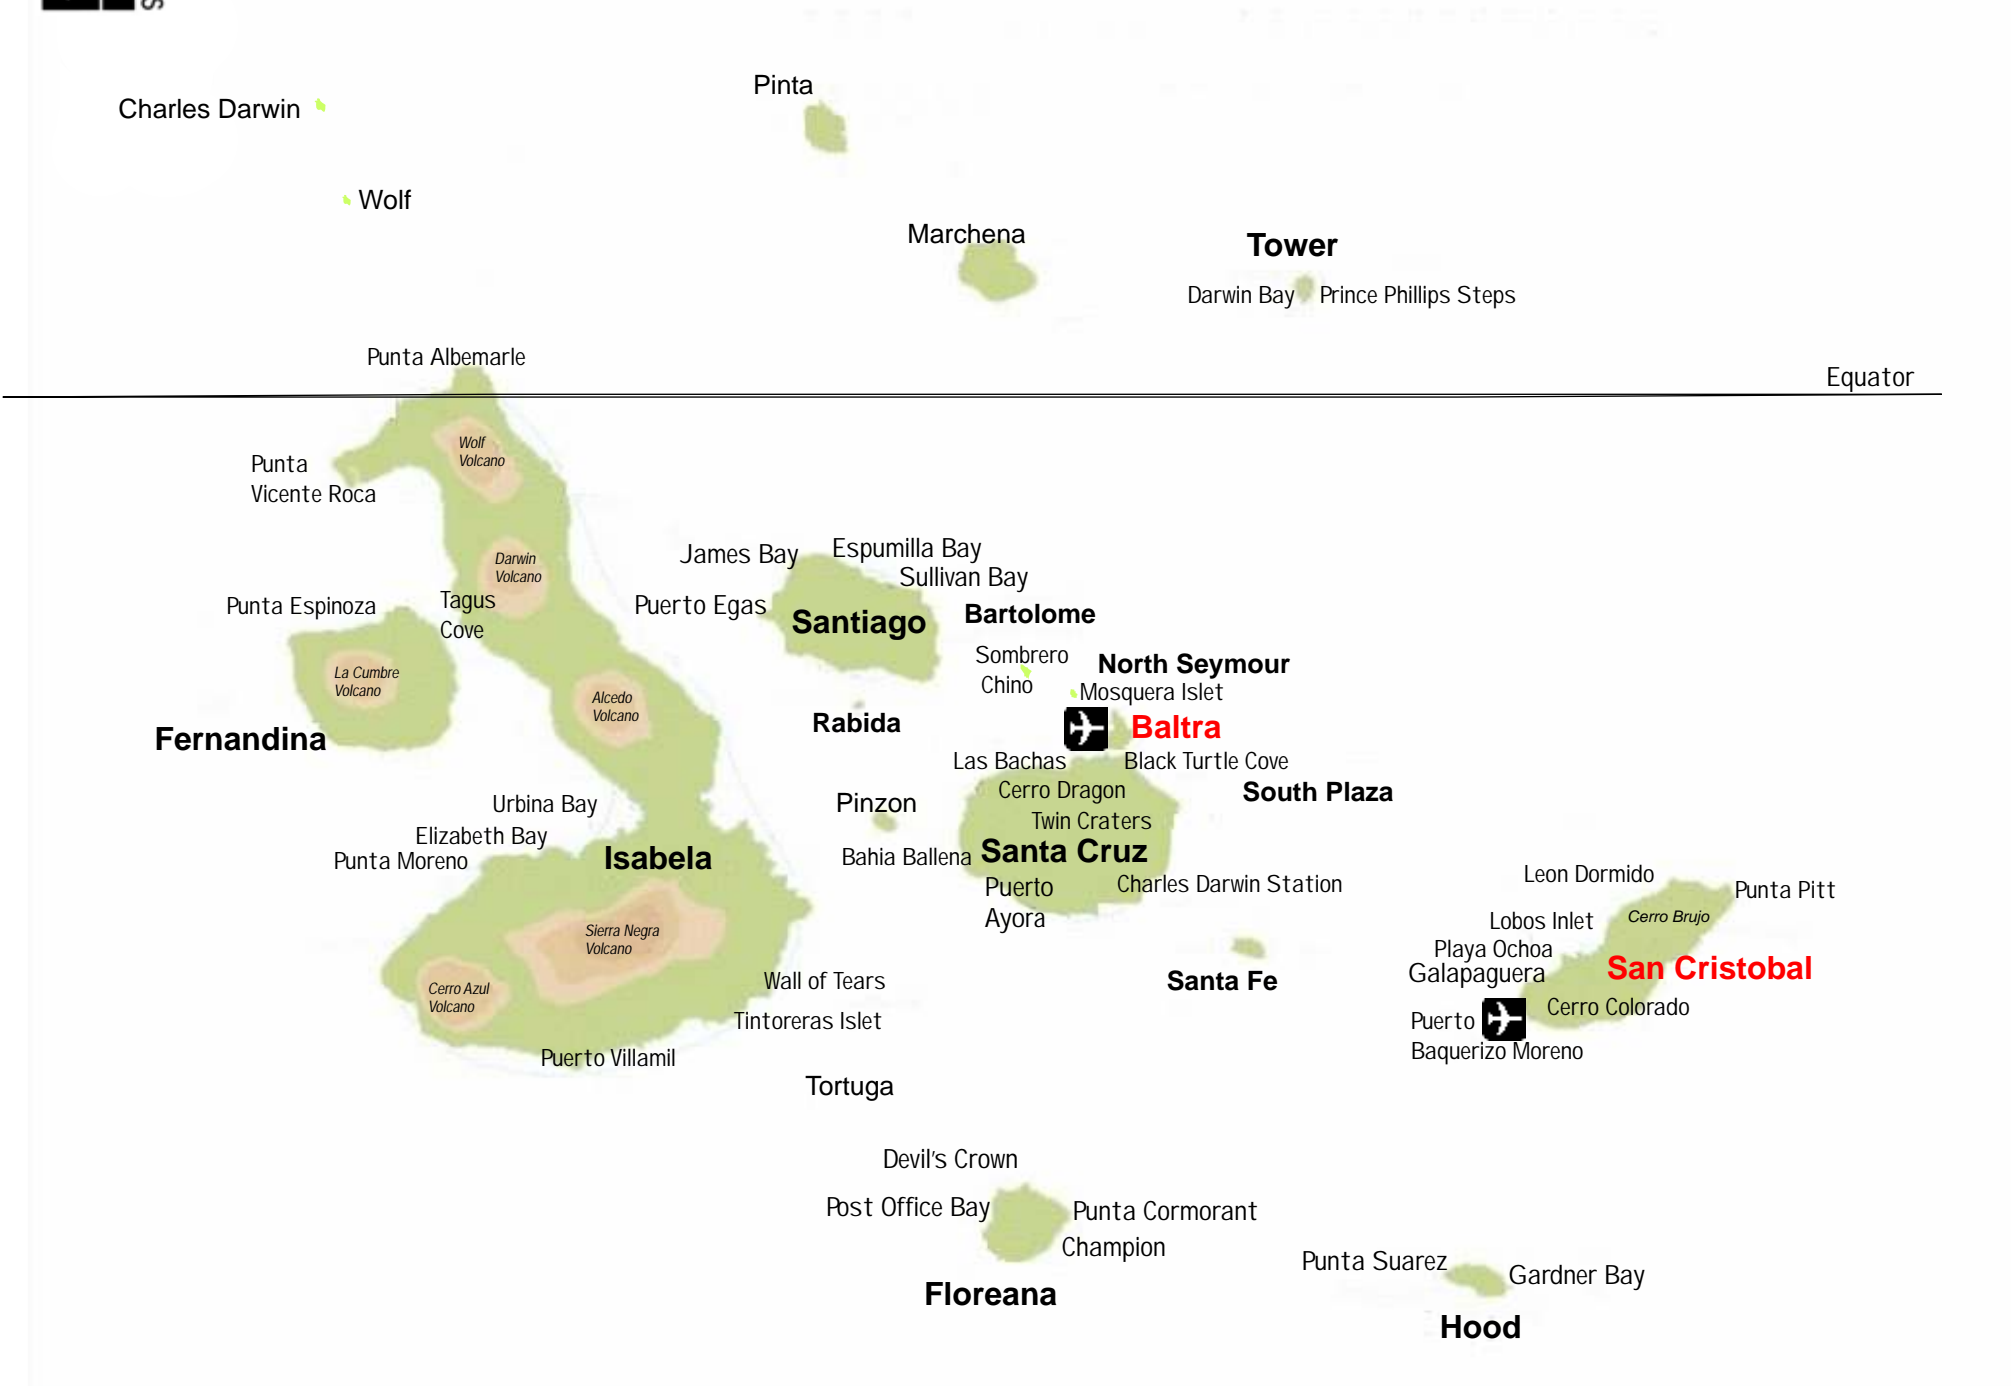 S
Pinta
Charles Darwin
Wolf
Marchena
Tower
Darwin Bay
Prince Phillips Steps
Punta Albemarle
Equator
Wolf
Volcano
Punta
Vicente Roca
James Bay
Espumilla Bay
Sullivan Bay
Darwin
Volcano
Punta Espinoza
Tagus
Cove
Puerto Egas
Santiago
Bartolome
Sombrero
Chino
North Seymour
Mosquera Islet
La Cumbre
Volcano
Alcedo
Volcano
Fernandina
Rabida
Baltra
Las Bachas
Black Turtle Cove
Cerro Dragon
South Plaza
Urbina Bay
Pinzon
Twin Craters
Elizabeth Bay
Punta Moreno
Isabela
Bahia Ballena
Santa Cruz
Puerto
Ayora
Charles Darwin Station
Leon Dormido
Punta Pitt
Lobos Inlet
Cerro Brujo
Playa Ochoa
Galapaguera
San Cristobal
Sierra Negra
Volcano
Cerro Azul
Volcano
Wall of Tears
Santa Fe
Cerro Colorado
Tintoreras Islet
Puerto
Baquerizo Moreno
Puerto Villamil
Tortuga
Devil's Crown
Post Office Bay
Punta Cormorant
Champion
Punta Suarez
Gardner Bay
Floreana
Hood